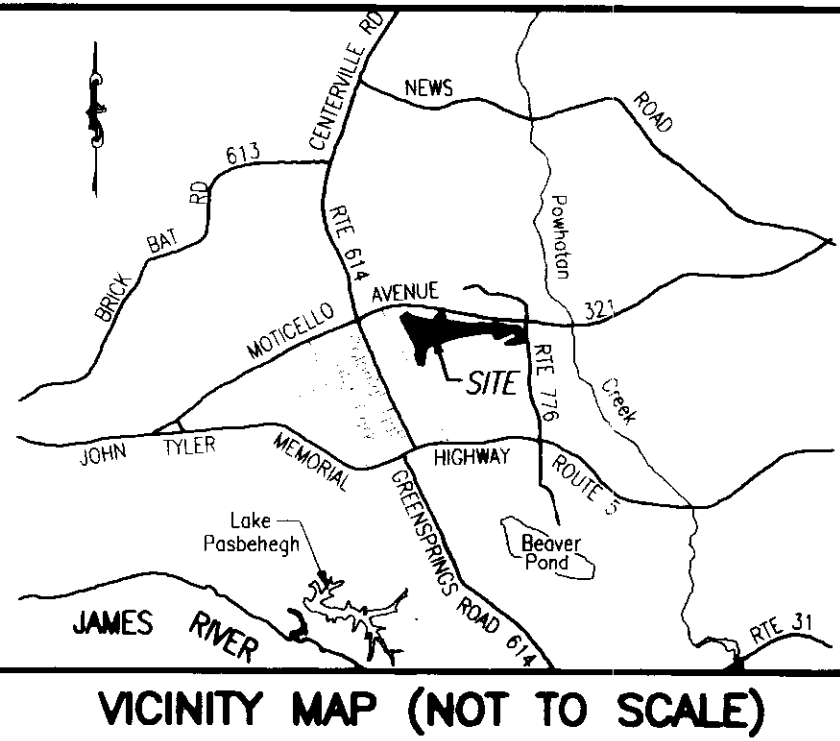 CENTERVILLE RD
NEWS ROAD
613
BRICK BAT RD
RTE 614
Powhatan Creek
MOTICELLO AVENUE
321
SITE
RTE 776
JOHN TYLER MEMORIAL HIGHWAY ROUTE 5
GREENSPRINGS ROAD 614
Lake
Pasbehegh
Beaver
Pond
JAMES RIVER
RTE 31
VICINITY MAP (NOT TO SCALE)